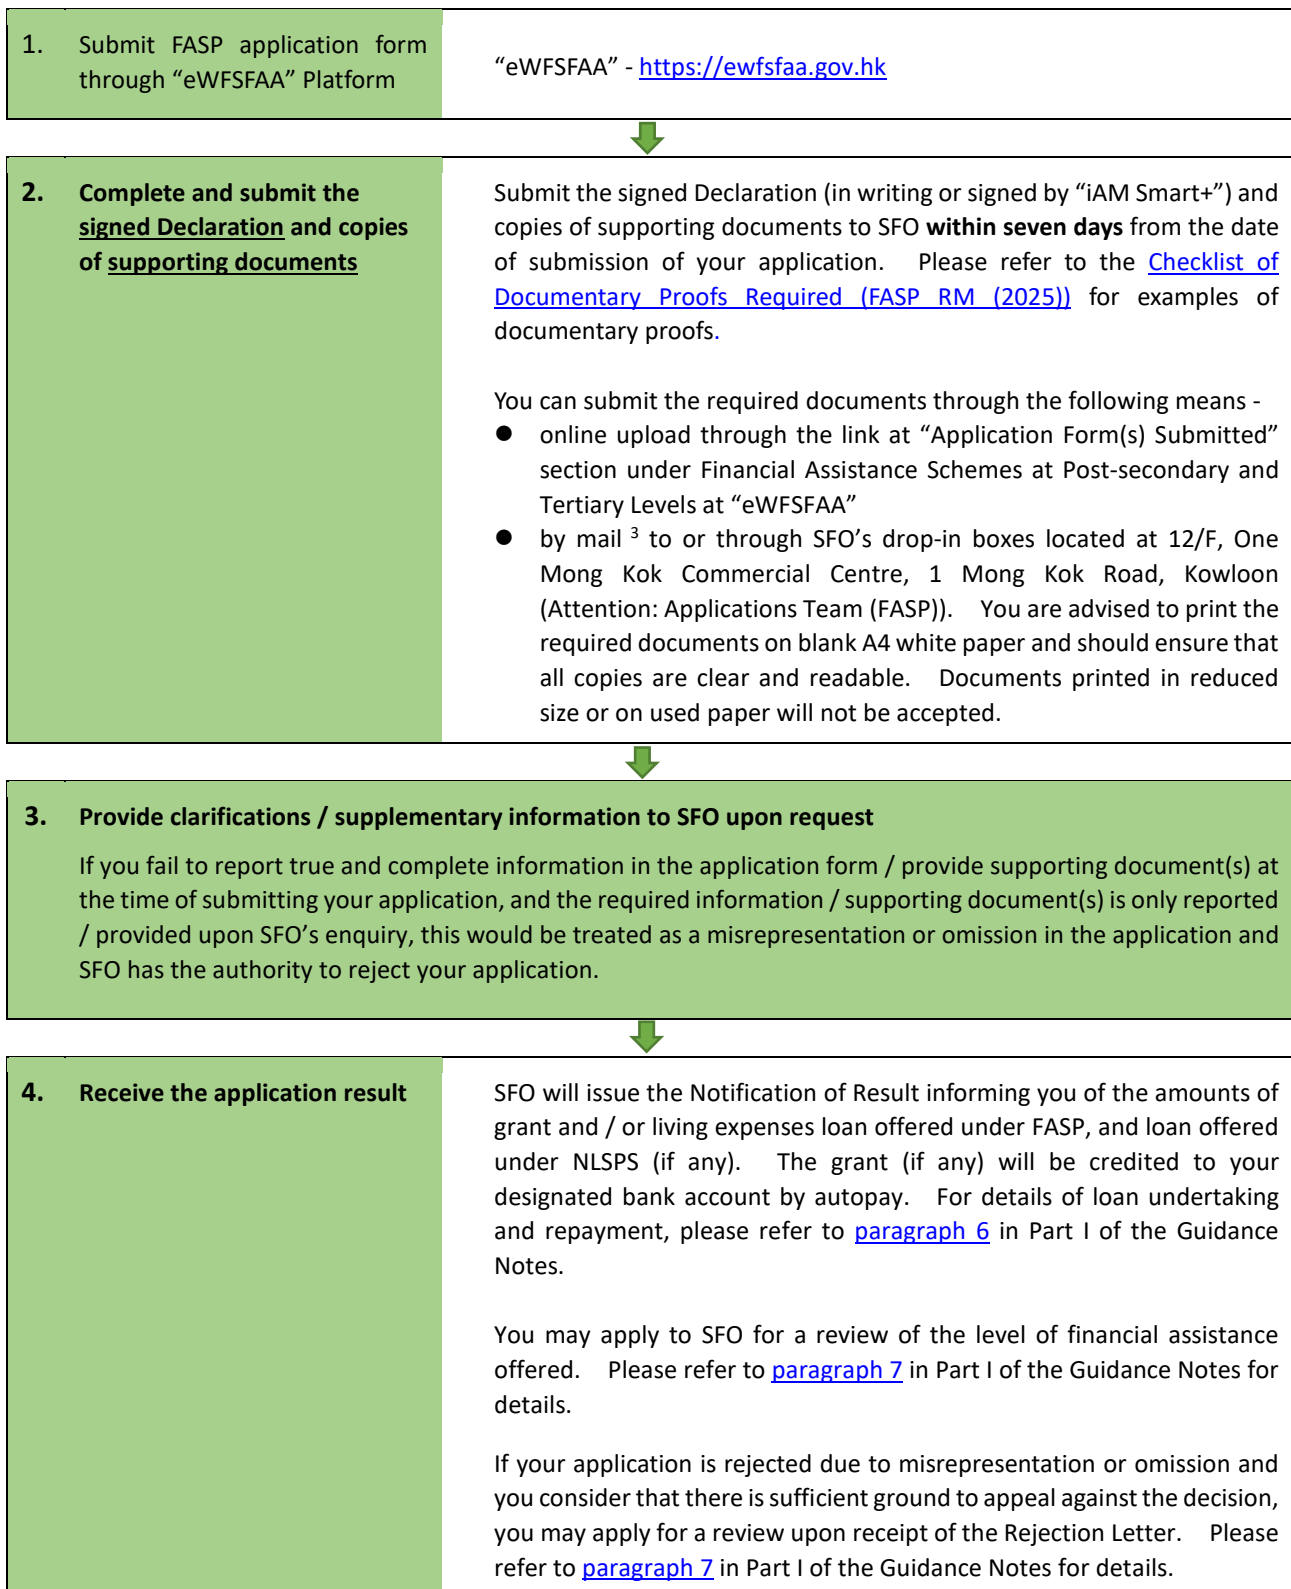 1. Submit FASP application form
through “eWFSFAA” Platform
“eWFSFAA” - https://ewfsfaa.gov.hk
2. Complete and submit the
signed Declaration and copies
of supporting documents
Submit the signed Declaration (in writing or signed by “iAM Smart+”) and
copies of supporting documents to SFO within seven days from the date
of submission of your application. Please refer to the Checklist of
Documentary Proofs Required (FASP RM (2025)) for examples of
documentary proofs.
You can submit the required documents through the following means -
● online upload through the link at “Application Form(s) Submitted”
section under Financial Assistance Schemes at Post-secondary and
Tertiary Levels at “eWFSFAA”
● by mail 3 to or through SFO’s drop-in boxes located at 12/F, One
Mong Kok Commercial Centre, 1 Mong Kok Road, Kowloon
(Attention: Applications Team (FASP)). You are advised to print the
required documents on blank A4 white paper and should ensure that
all copies are clear and readable. Documents printed in reduced
size or on used paper will not be accepted.
3. Provide clarifications / supplementary information to SFO upon request
If you fail to report true and complete information in the application form / provide supporting document(s) at
the time of submitting your application, and the required information / supporting document(s) is only reported
/ provided upon SFO’s enquiry, this would be treated as a misrepresentation or omission in the application and
SFO has the authority to reject your application.
4. Receive the application result
SFO will issue the Notification of Result informing you of the amounts of
grant and / or living expenses loan offered under FASP, and loan offered
under NLSPS (if any). The grant (if any) will be credited to your
designated bank account by autopay. For details of loan undertaking
and repayment, please refer to paragraph 6 in Part I of the Guidance
Notes.
You may apply to SFO for a review of the level of financial assistance
offered. Please refer to paragraph 7 in Part I of the Guidance Notes for
details.
If your application is rejected due to misrepresentation or omission and
you consider that there is sufficient ground to appeal against the decision,
you may apply for a review upon receipt of the Rejection Letter. Please
refer to paragraph 7 in Part I of the Guidance Notes for details.